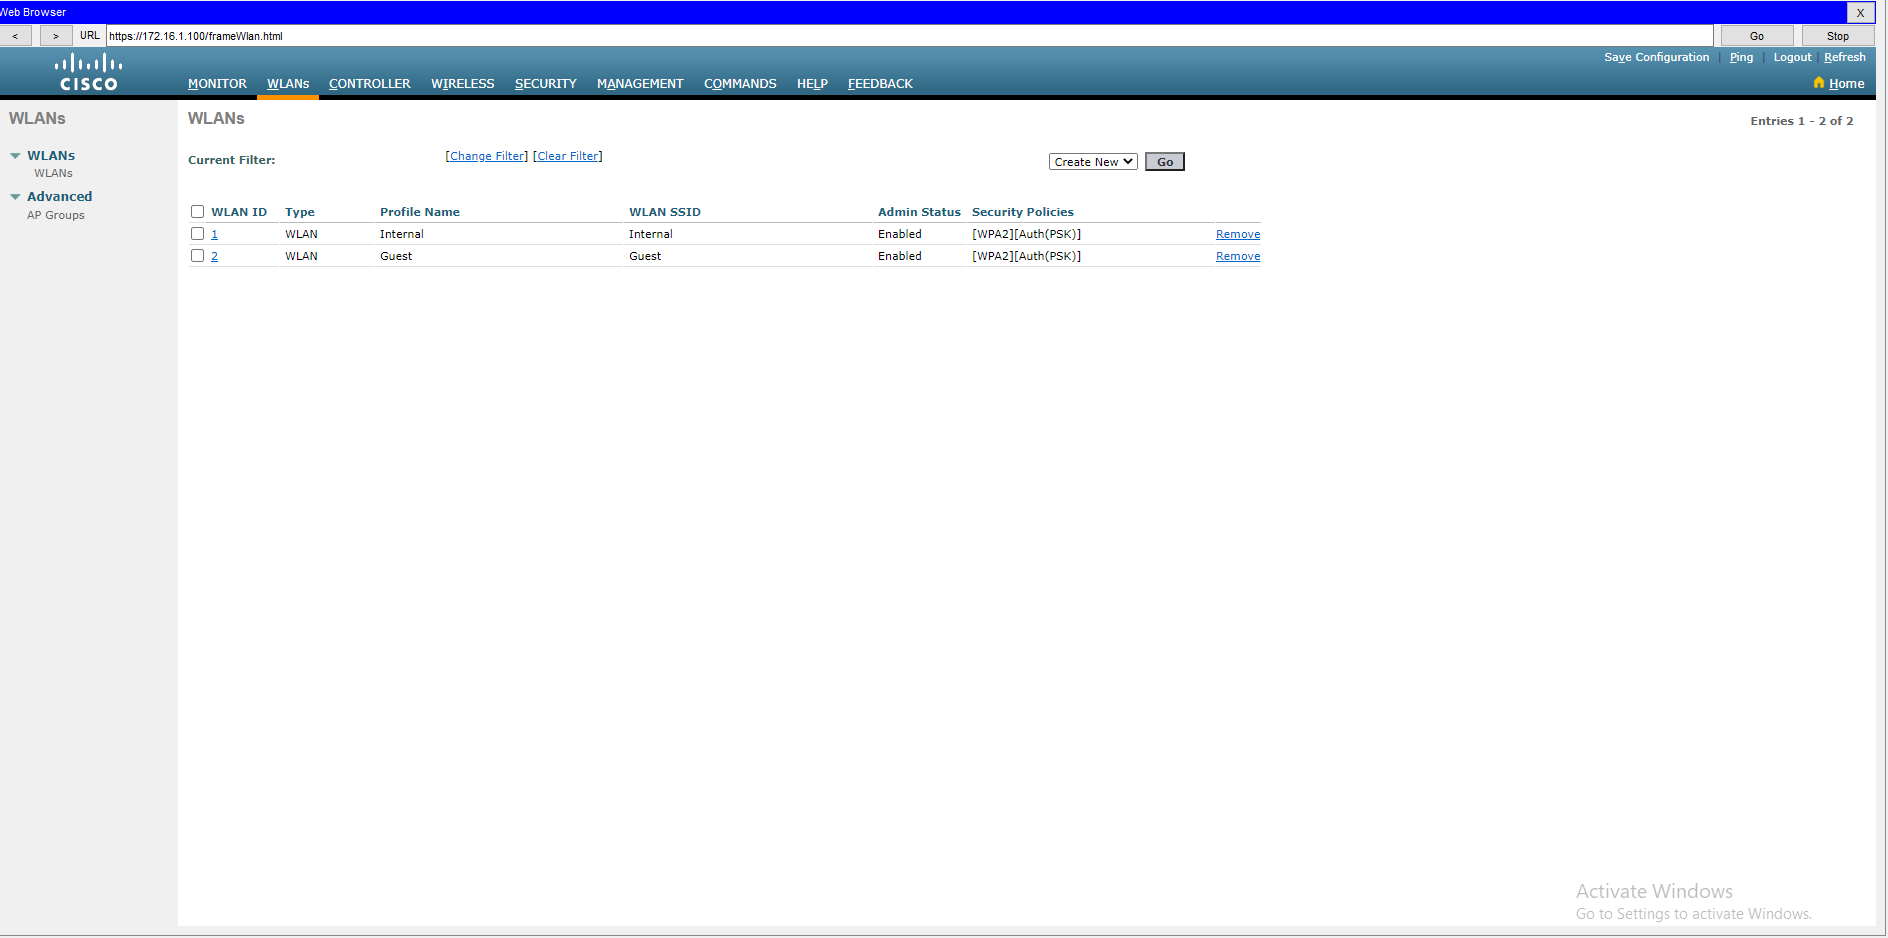 Web Browser
X
< > URL https://172.16.1.100/frameWlan.html Go Stop
Save Configuration | Ping | Logout | Refresh
CISCO
MONITOR WLANs CONTROLLER WIRELESS SECURITY MANAGEMENT COMMANDS HELP FEEDBACK Home
WLANs
WLANs
WLANs
Advanced
AP Groups
WLANs
Entries 1 - 2 of 2
Current Filter: [Change Filter] [Clear Filter] Create New Go
WLAN ID Type Profile Name WLAN SSID Admin Status Security Policies
1 WLAN Internal Internal Enabled [WPA2][Auth(PSK)] Remove
2 WLAN Guest Guest Enabled [WPA2][Auth(PSK)] Remove
Activate Windows
Go to Settings to activate Windows.